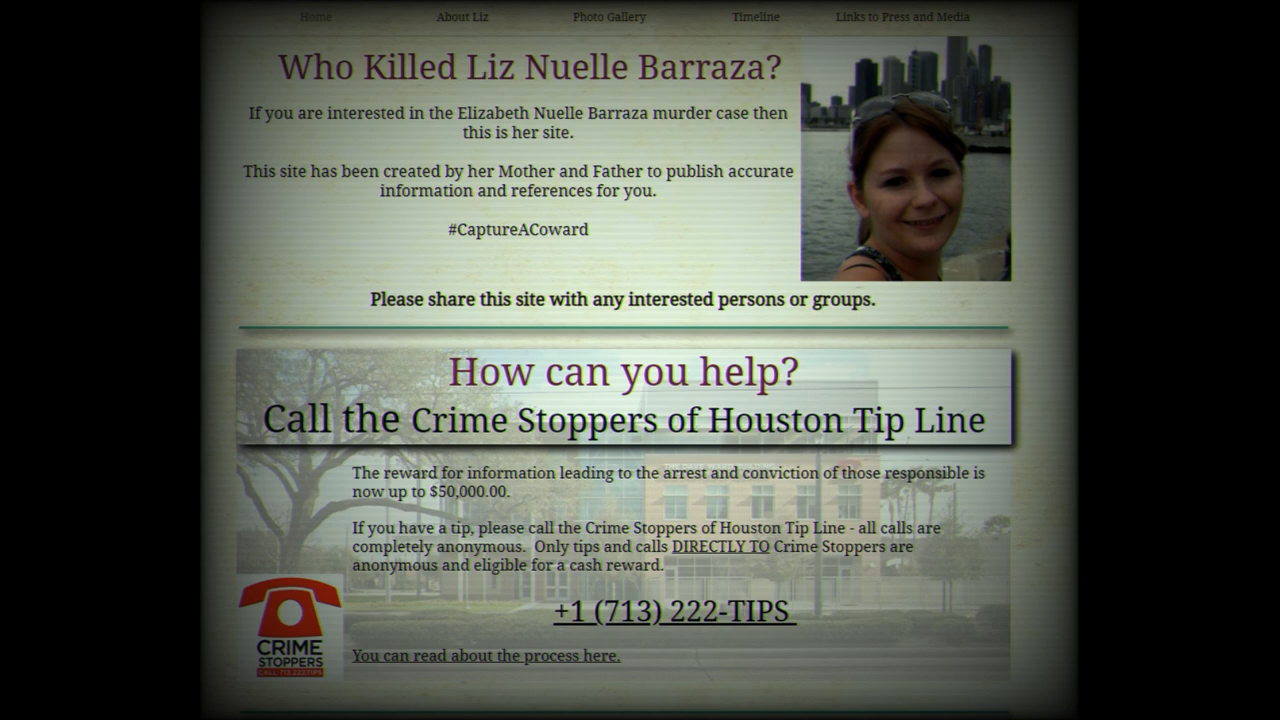 Home About Liz Photo Gallery Timeline Links to Press and Media
Who Killed Liz Nuelle Barraza?
If you are interested in the Elizabeth Nuelle Barraza murder case then
this is her site.
This site has been created by her Mother and Father to publish accurate
information and references for you.
#CaptureACoward
Please share this site with any interested persons or groups.
How can you help?
Call the Crime Stoppers of Houston Tip Line
The reward for information leading to the arrest and conviction of those responsible is
now up to $50,000.00.
If you have a tip, please call the Crime Stoppers of Houston Tip Line - all calls are
completely anonymous.  Only tips and calls DIRECTLY TO Crime Stoppers are
anonymous and eligible for a cash reward.
+1 (713) 222-TIPS
CRIME
STOPPERS
You can read about the process here.